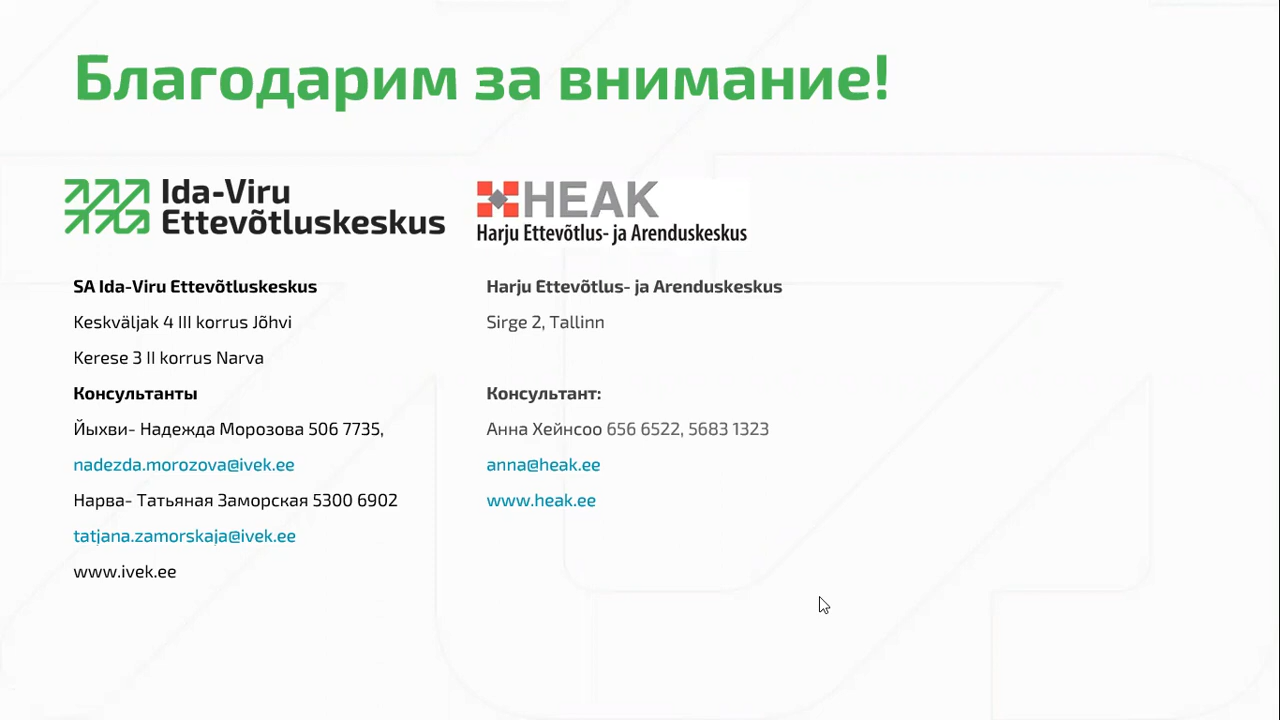 Благодарим за внимание!
Ida-Viru
Ettevõtluskeskus
HEAK
Harju Ettevõtlus- ja Arenduskeskus
SA Ida-Viru Ettevõtluskeskus
Keskväljak 4 III korrus Jõhvi
Kerese 3 II korrus Narva
Консультанты
Йыхви- Надежда Морозова 506 7735,
nadezda.morozova@ivek.ee
Нарва- Татьяная Заморская 5300 6902
tatjana.zamorskaja@ivek.ee
www.ivek.ee
Harju Ettevõtlus- ja Arenduskeskus
Sirge 2, Tallinn
Консультант:
Анна Хейнсоо 656 6522, 5683 1323
anna@heak.ee
www.heak.ee